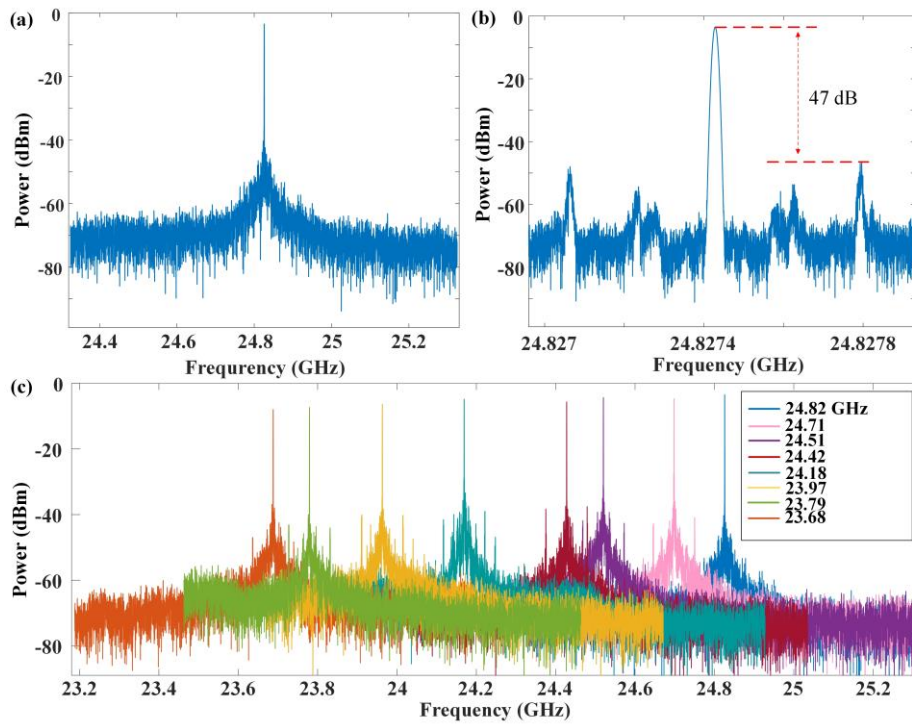 (a)
0
-20
-40
-60
-80
Power (dBm)
24.4 24.6 24.8 25 25.2
Frequrency (GHz)
(b)
0
-20
-40
-60
-80
Power (dBm)
47 dB
24.827 24.8274 24.8278
Frequency (GHz)
(c)
0
-20
-40
-60
-80
Power (dBm)
24.82 GHz
24.71
24.51
24.42
24.18
23.97
23.79
23.68
23.2 23.4 23.6 23.8 24 24.2 24.4 24.6 24.8 25 25.2
Frequency (GHz)